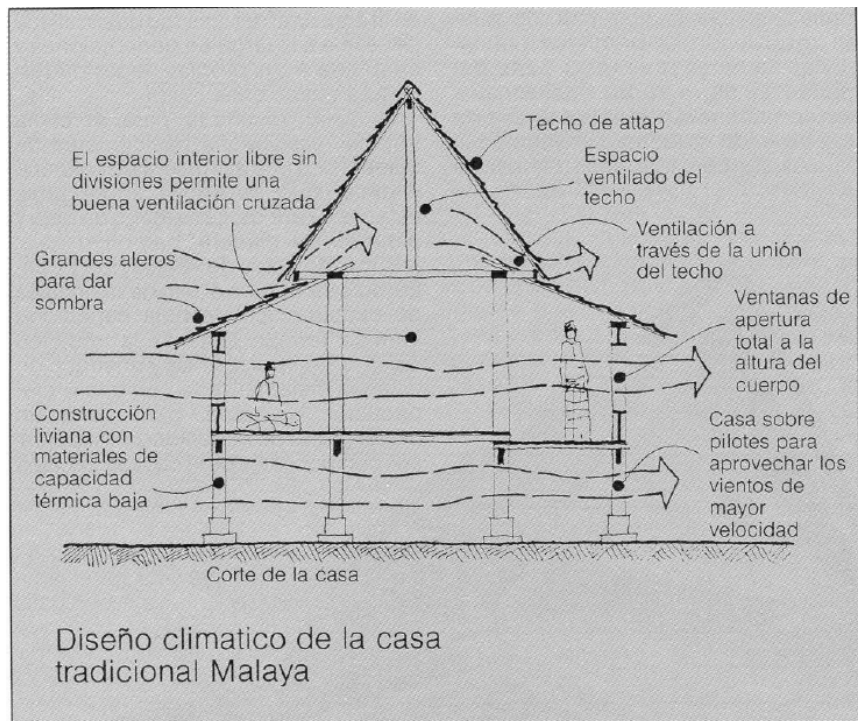 Techo de attap
El espacio interior libre sin
divisiones permite una
buena ventilación cruzada
Espacio
ventilado del
techo
Ventilación a
través de la unión
del techo
Grandes aleros
para dar
sombra
Ventanas de
apertura
total a la
altura del
cuerpo
Construcción
liviana con
materiales de
capacidad
térmica baja
Casa sobre
pilotes para
aprovechar los
vientos de
mayor
velocidad
Corte de la casa
Diseño climatico de la casa
tradicional Malaya